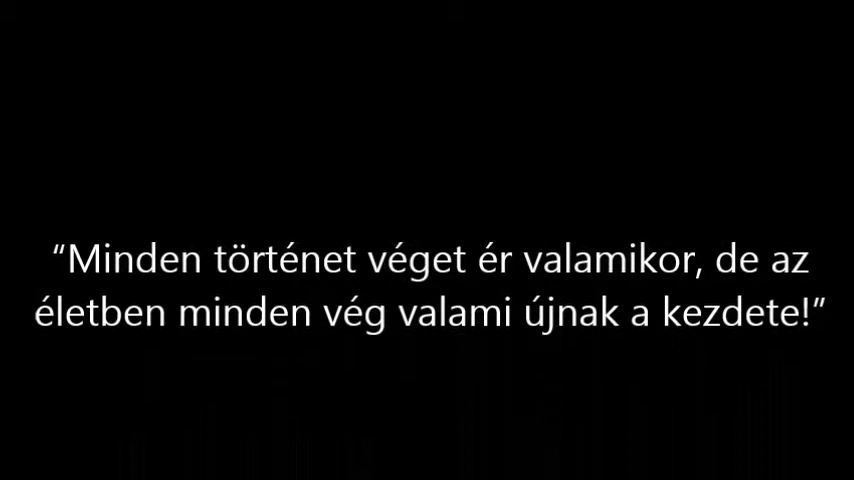 “Minden történet véget ér valamikor, de az
életben minden vég valami újnak a kezdete!”